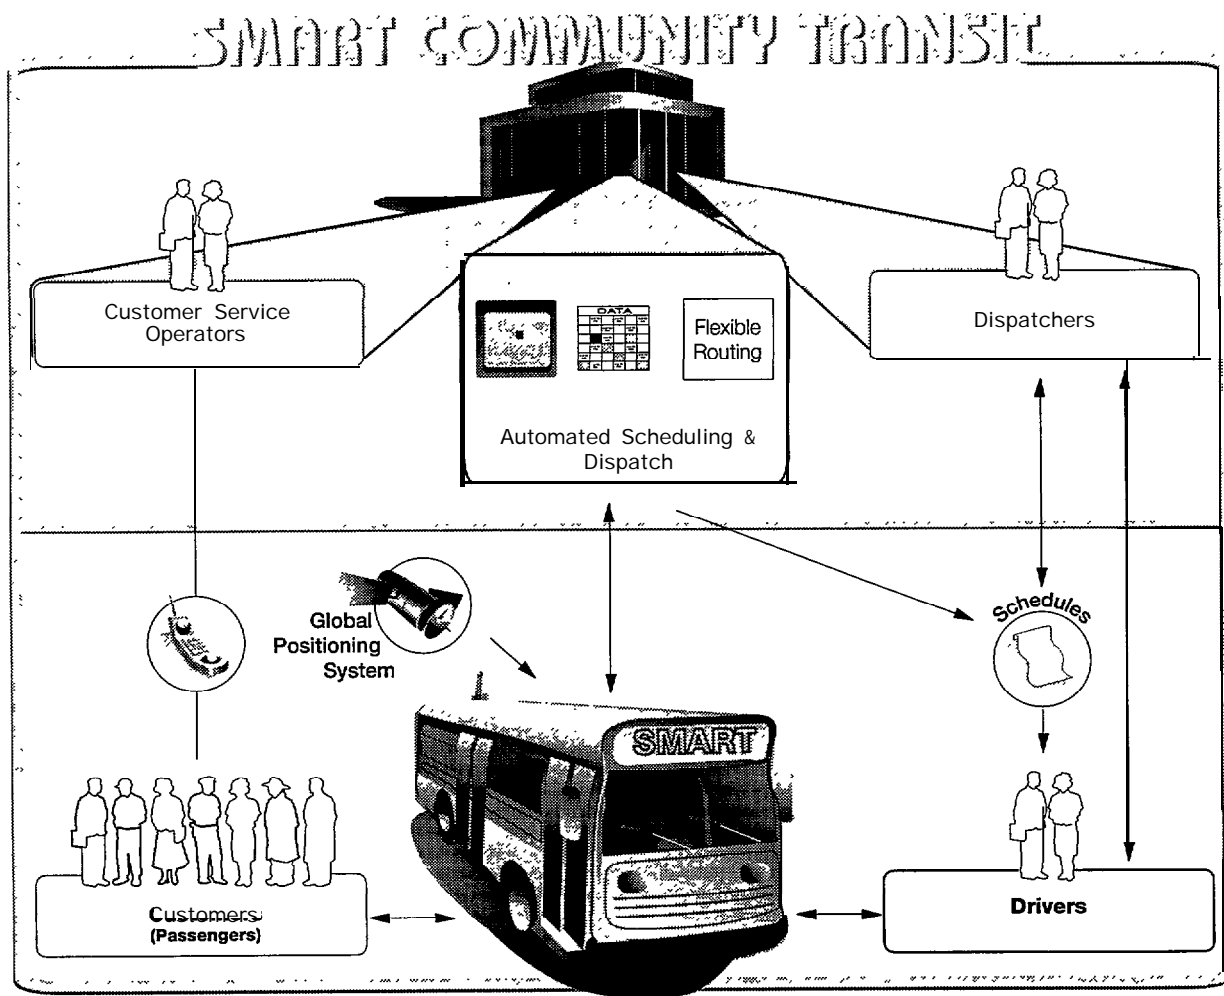 SMART COMMUNITY TRANSIT
Customer Service
Operators
DATA
Flexible
Routing
Automated Scheduling &
Dispatch
Dispatchers
Global
Positioning
System
Schedules
SMART
Customers
(Passengers)
Drivers